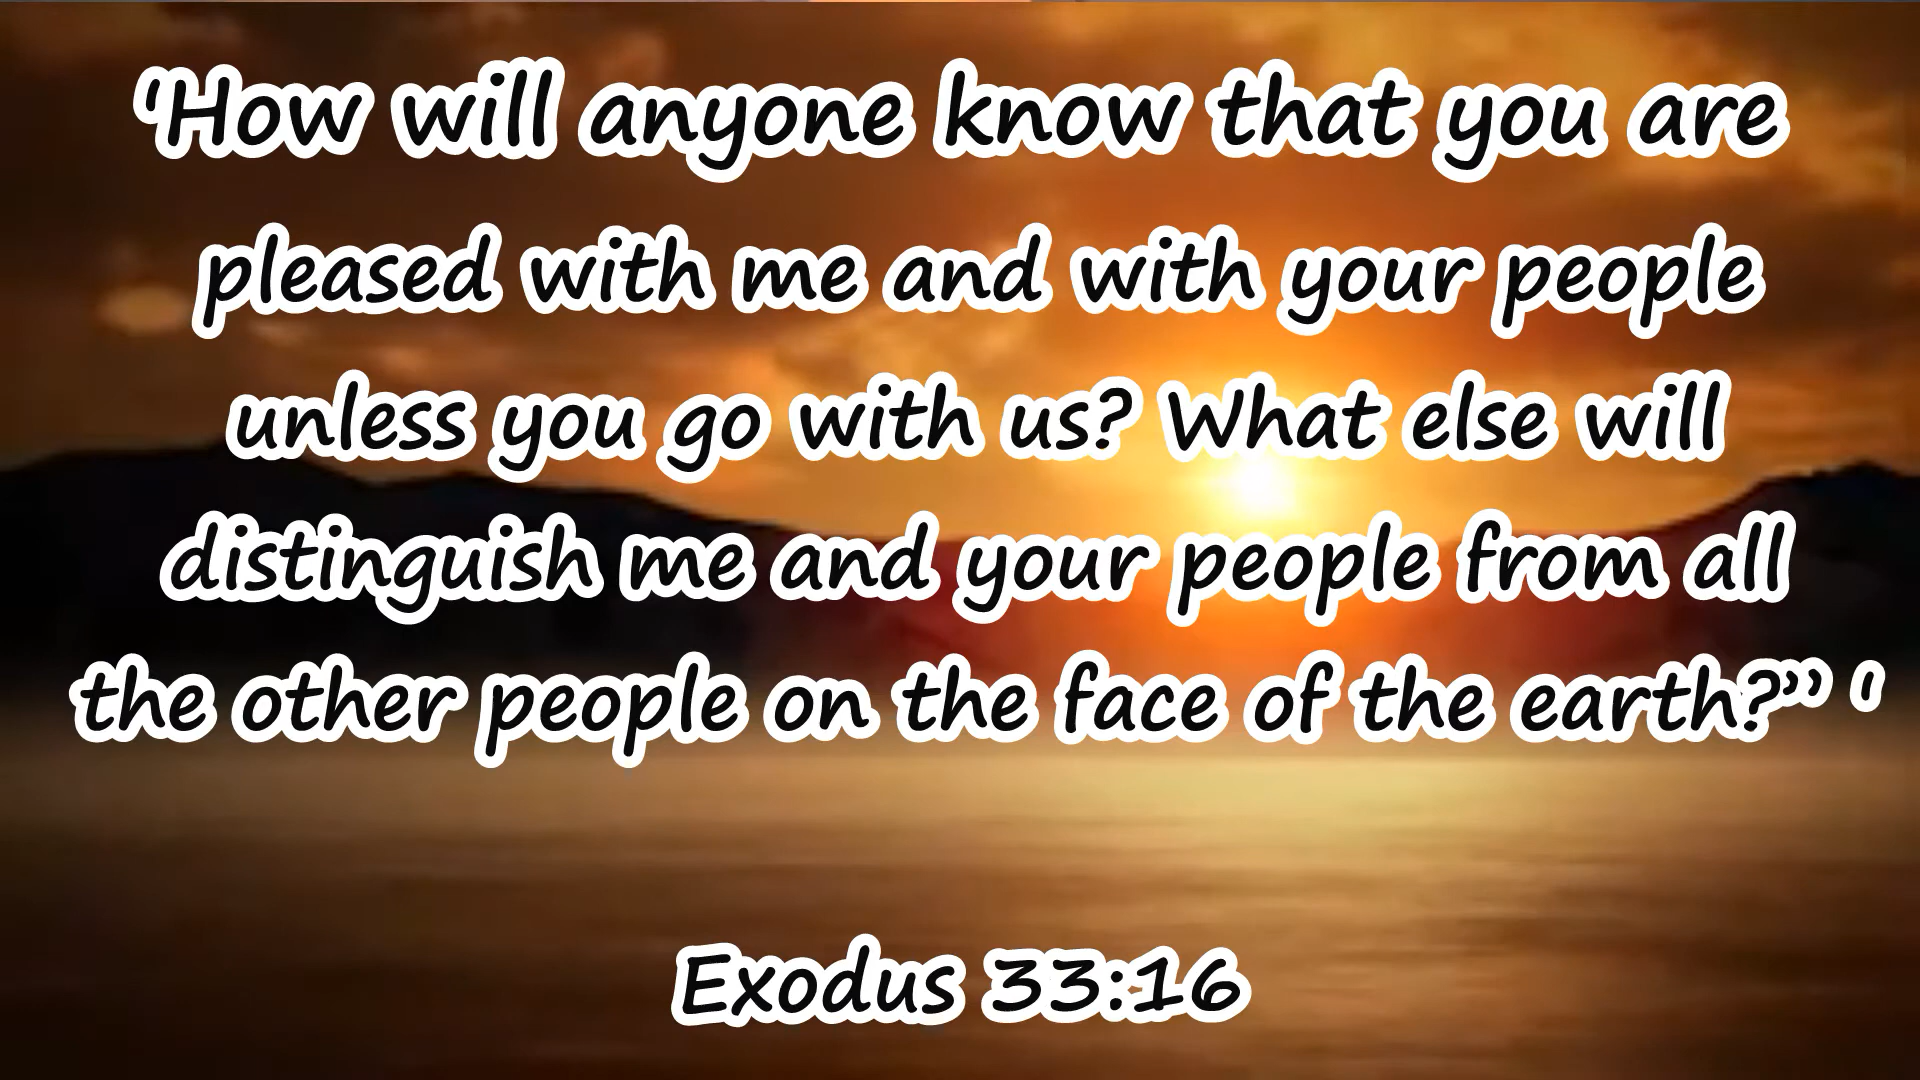 ‘How will anyone know that you are
pleased with me and with your people
unless you go with us? What else will
distinguish me and your people from all
the other people on the face of the earth?” ‘
Exodus 33:16